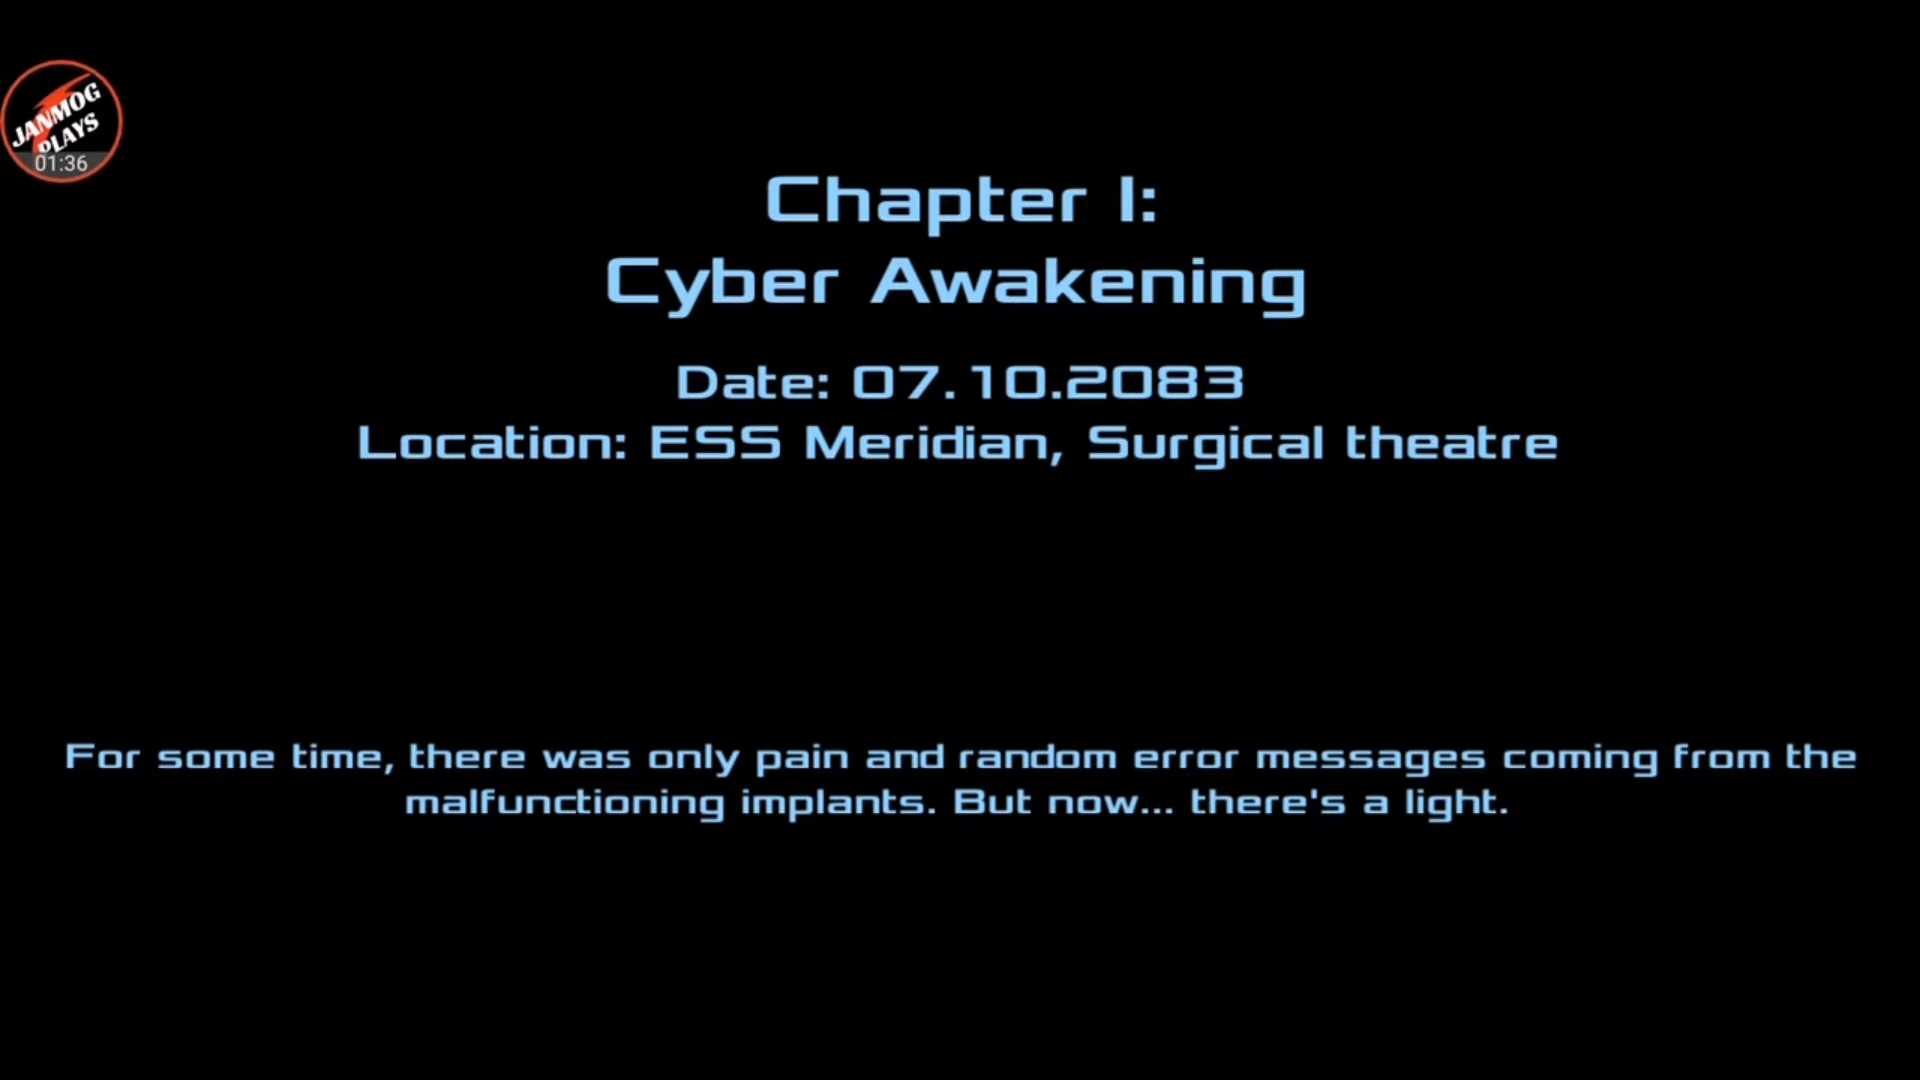 JANMOG
PLAYS
01:36
Chapter I:
Cyber Awakening
Date: 07.10.2083
Location: ESS Meridian, Surgical theatre
For some time, there was only pain and random error messages coming from the
malfunctioning implants. But now... there's a light.